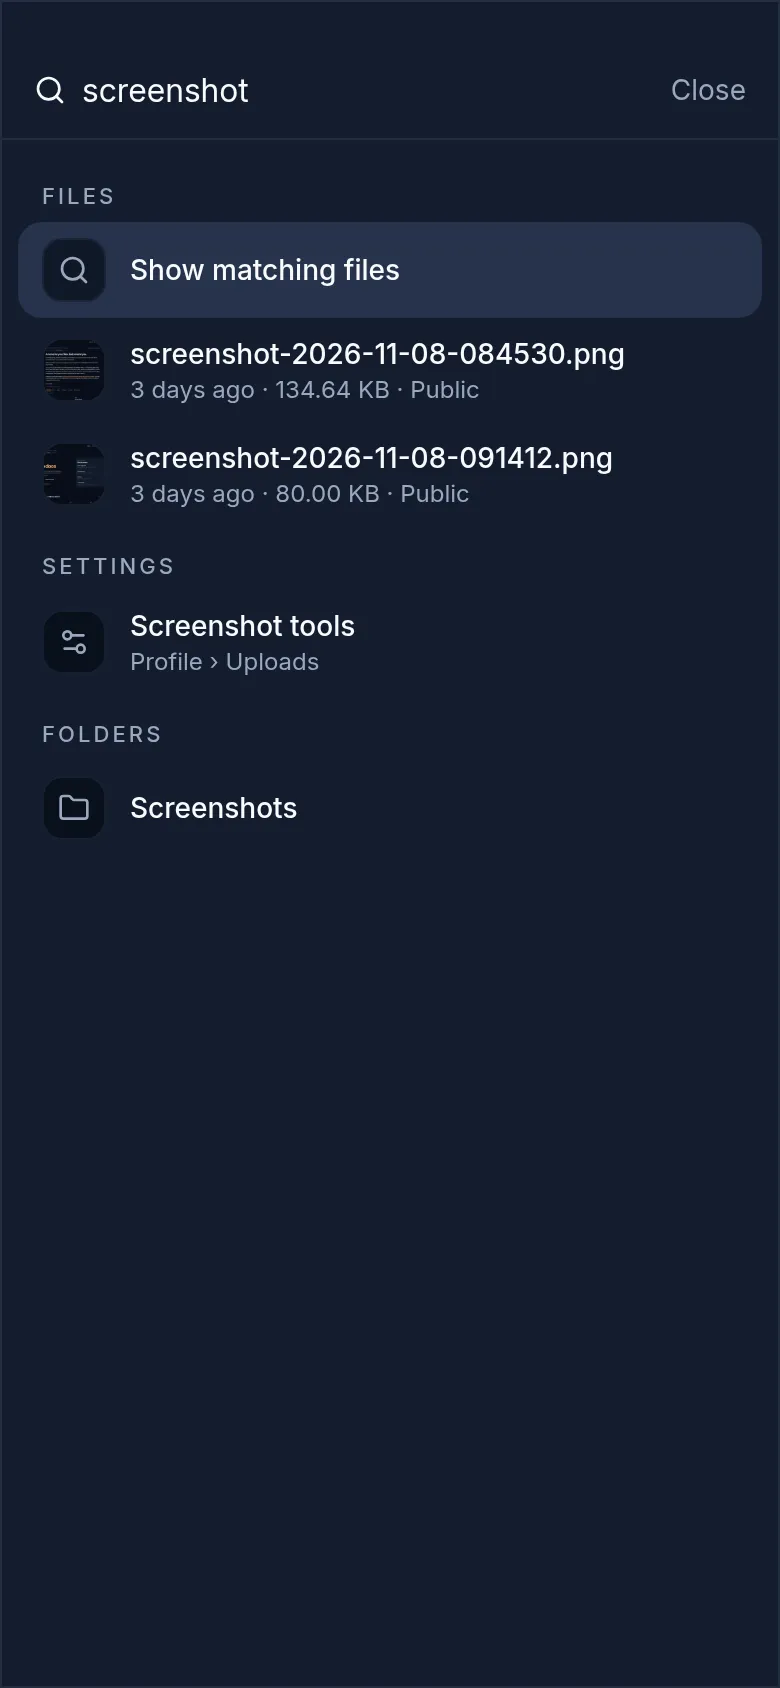 screenshot
Close
FILES
Show matching files
screenshot-2026-11-08-084530.png
3 days ago · 134.64 KB · Public
screenshot-2026-11-08-091412.png
3 days ago · 80.00 KB · Public
SETTINGS
Screenshot tools
Profile › Uploads
FOLDERS
Screenshots